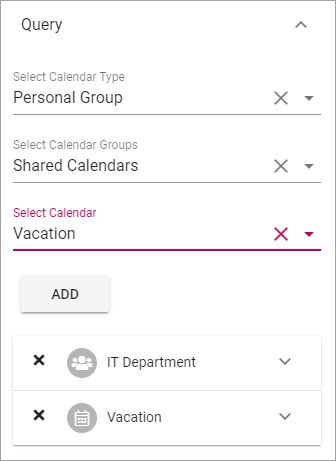 Query
Select Calendar Type
Personal Group
Select Calendar Groups
Shared Calendars
Select Calendar
Vacation
ADD
IT Department
Vacation